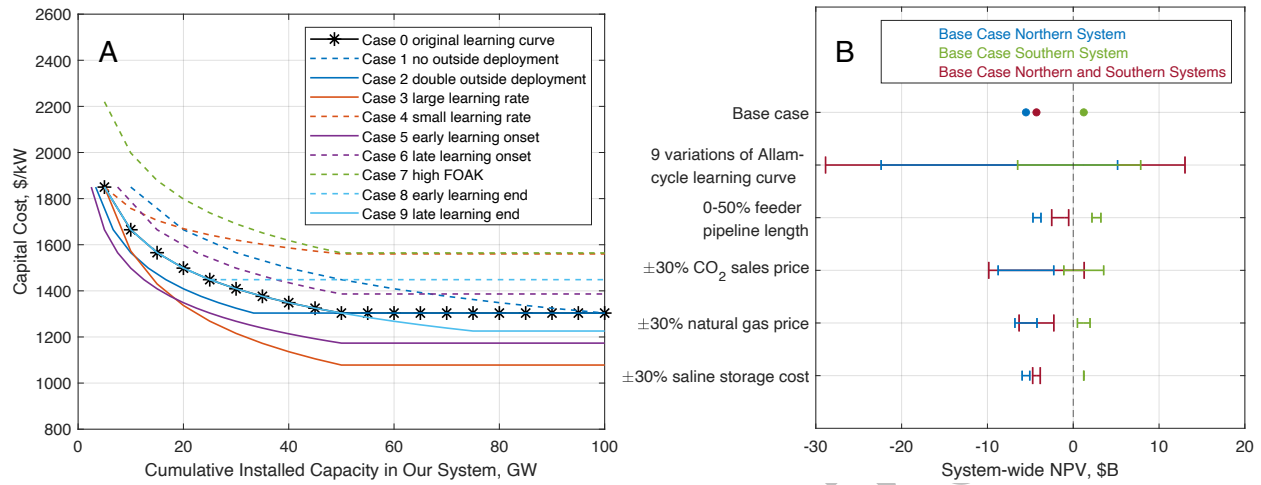 A
2600
2400
2200
2000
1800
1600
1400
1200
1000
800
Capital Cost, $/kW
0
20
40
60
80
100
Cumulative Installed Capacity in Our System, GW
Case 0 original learning curve
Case 1 no outside deployment
Case 2 double outside deployment
Case 3 large learning rate
Case 4 small learning rate
Case 5 early learning onset
Case 6 late learning onset
Case 7 high FOAK
Case 8 early learning end
Case 9 late learning end
B
Base Case Northern System
Base Case Southern System
Base Case Northern and Southern Systems
Base case
9 variations of Allam-
cycle learning curve
0-50% feeder
pipeline length
±30% CO2 sales price
±30% natural gas price
±30% saline storage cost
-30
-20
-10
0
10
20
System-wide NPV, $B